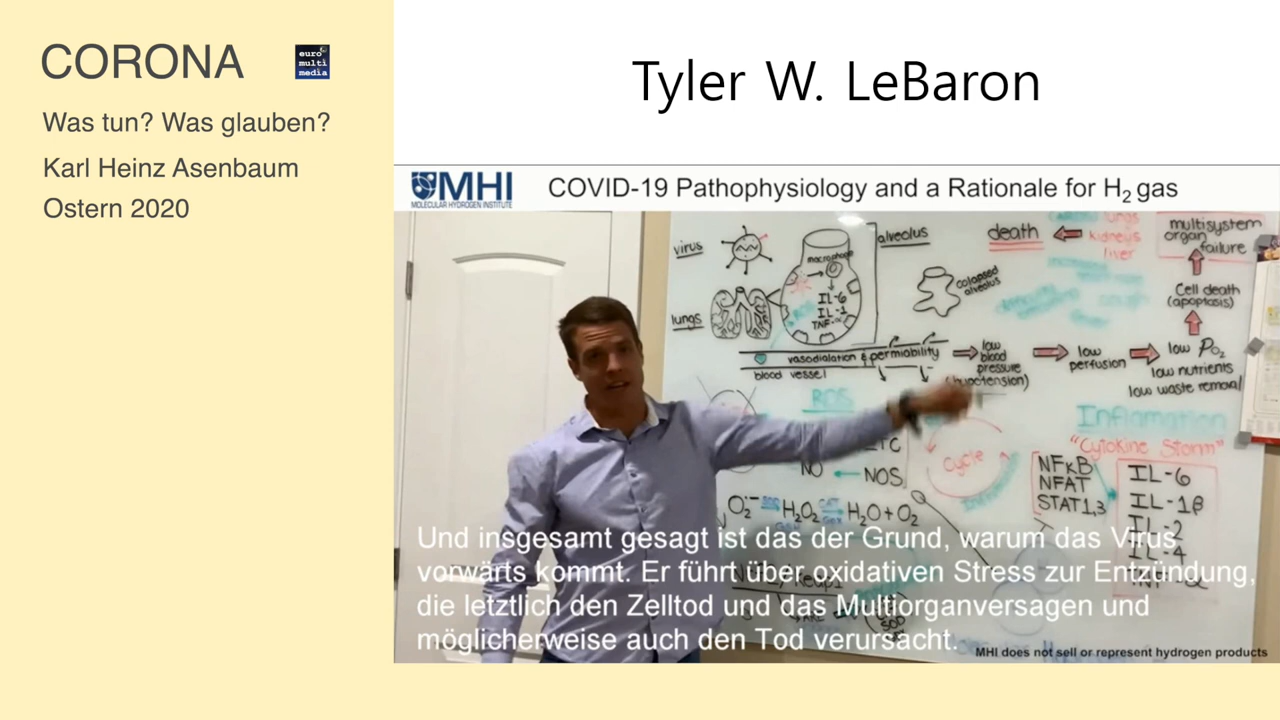 CORONA
euro
multi
media
Was tun? Was glauben?
Karl Heinz Asenbaum
Ostern 2020
Tyler W. LeBaron
MHI
MOLECULAR HYDROGEN INSTITUTE
COVID-19 Pathophysiology and a Rationale for H₂ gas
virus
macrophage
alveolus
death
lungs
kidneys
liver
multisystem
organ
failure
colapsed
alveolus
Cell death
(apoptosis)
IL-6
IL-1
TNF-α
lungs
vasodialation & permiability
blood vessel
low
blood
pressure
(hypotension)
low
perfusion
low PO₂
low nutrients
low waste removal
ROS
Inflamation
"Cytokine Storm"
ETC
NO
NOS
Cycle
NFκB
NFAT
STAT1,3
IL-6
IL-1β
IL-2
IL-4
O₂•⁻
H₂O₂
H₂O + O₂
Und insgesamt gesagt ist das der Grund, warum das Virus
vorwärts kommt. Er führt über oxidativen Stress zur Entzündung,
die letztlich den Zelltod und das Multiorganversagen und
möglicherweise auch den Tod verursacht.
MHI does not sell or represent hydrogen products